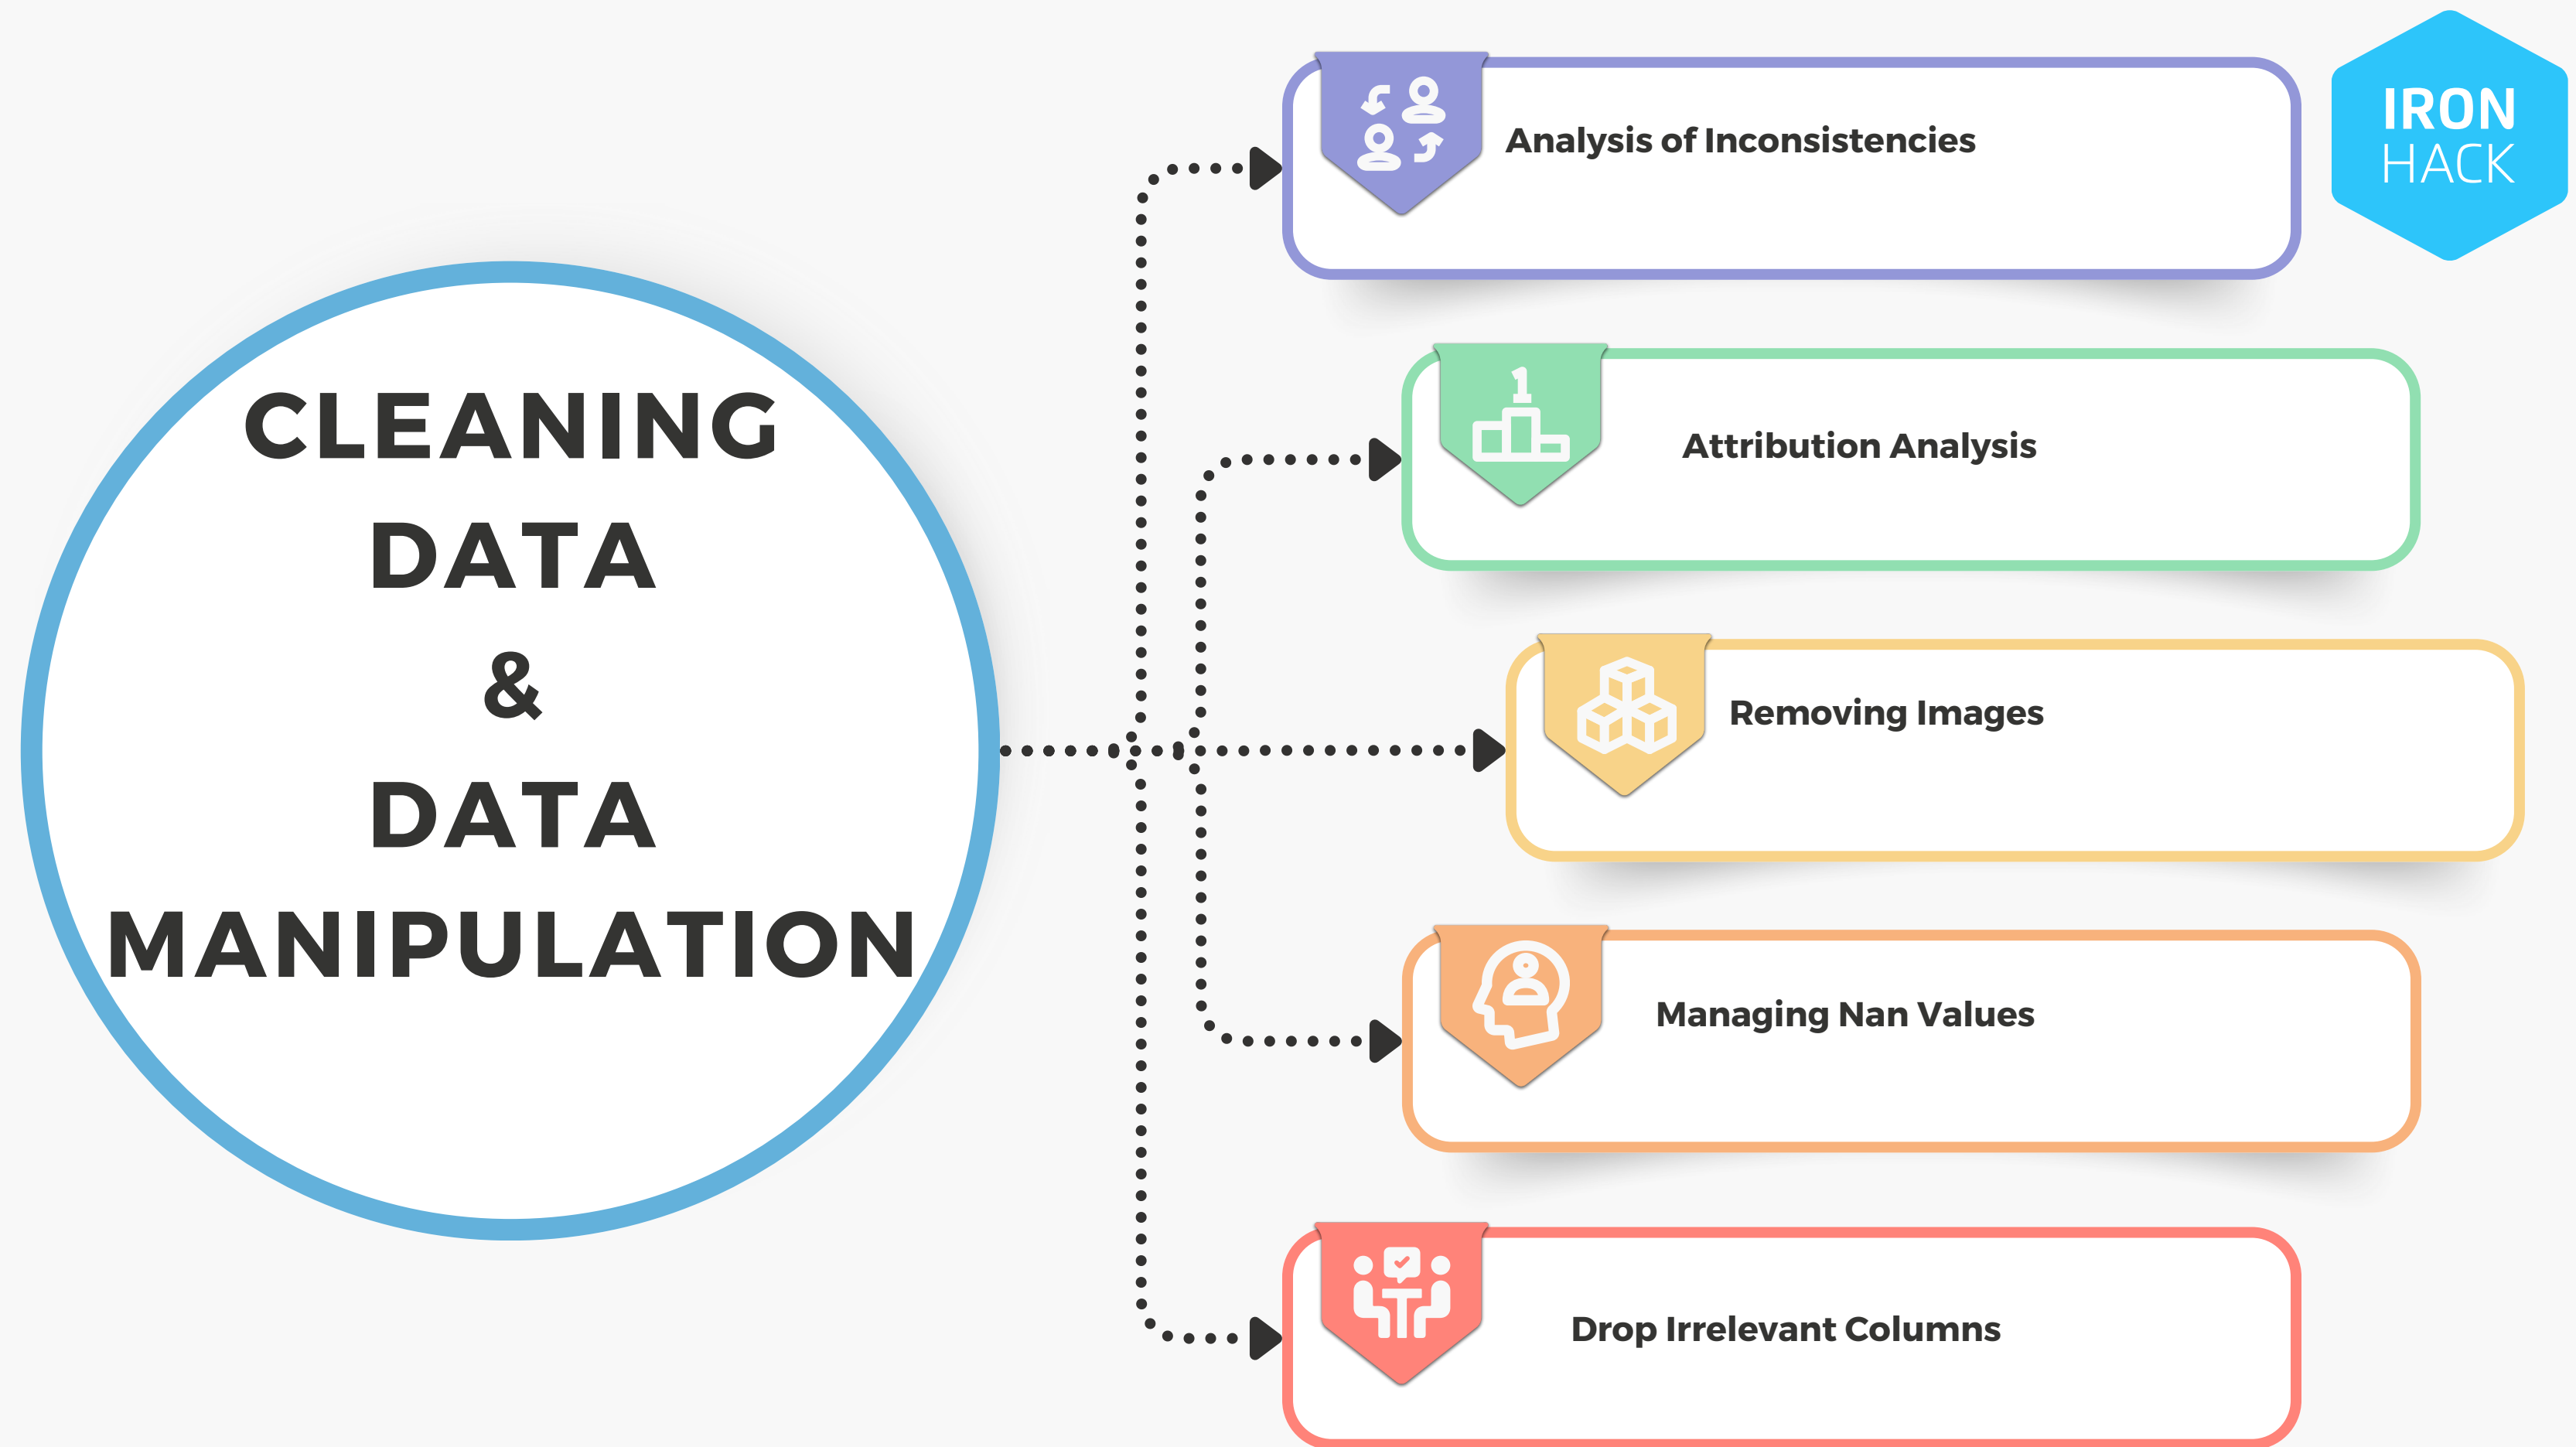 CLEANING
DATA
&
DATA
MANIPULATION
Analysis of Inconsistencies
IRON
HACK
1
Attribution Analysis
Removing Images
Managing Nan Values
Drop Irrelevant Columns